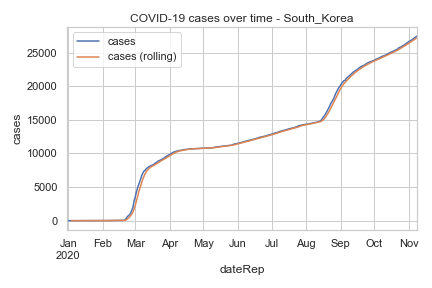 COVID-19 cases over time - South_Korea
cases
cases (rolling)
cases
25000
20000
15000
10000
5000
0
Jan Feb Mar Apr May Jun Jul Aug Sep Oct Nov
2020
dateRep